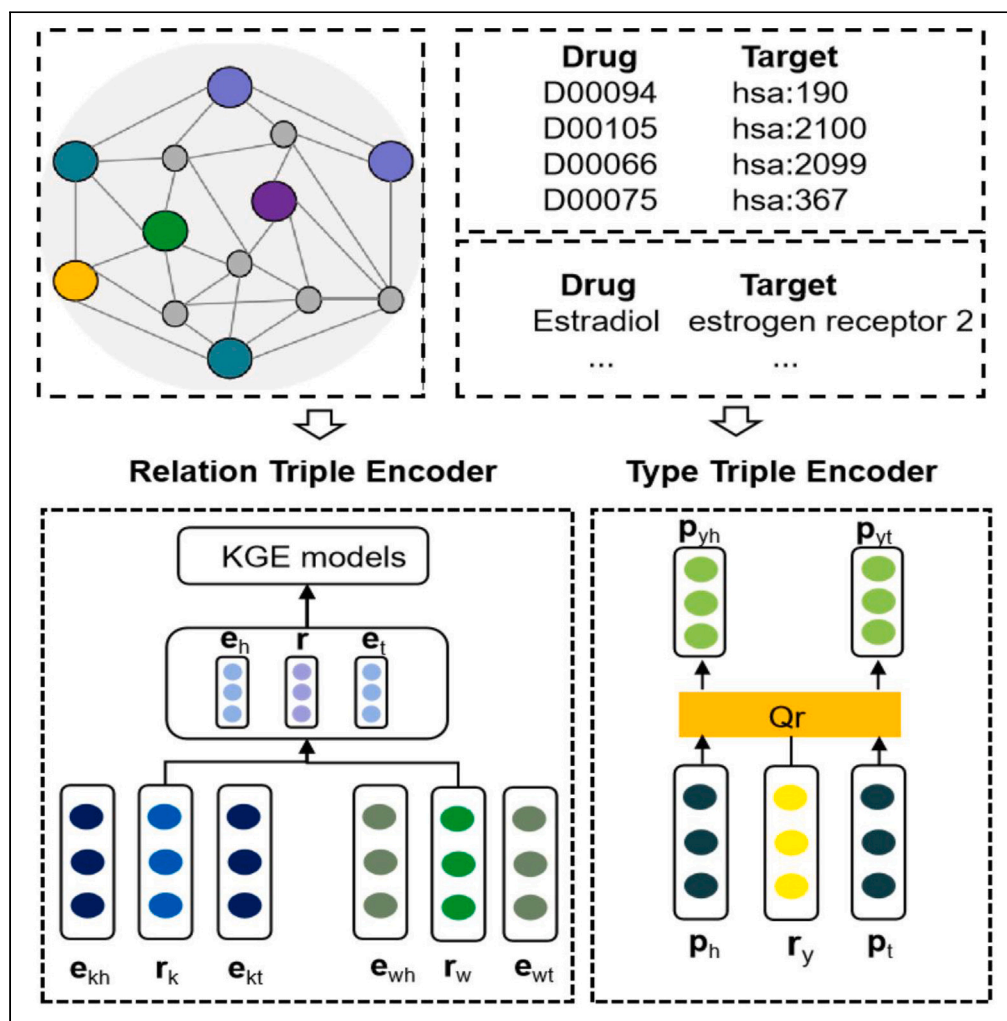 Drug Target
D00094 hsa:190
D00105 hsa:2100
D00066 hsa:2099
D00075 hsa:367
Drug Target
Estradiol estrogen receptor 2
... ...
Relation Triple Encoder
KGE models
e_h r e_t
e_kh r_k e_kt e_wh r_w e_wt
Type Triple Encoder
p_yh p_yt
Qr
p_h r_y p_t